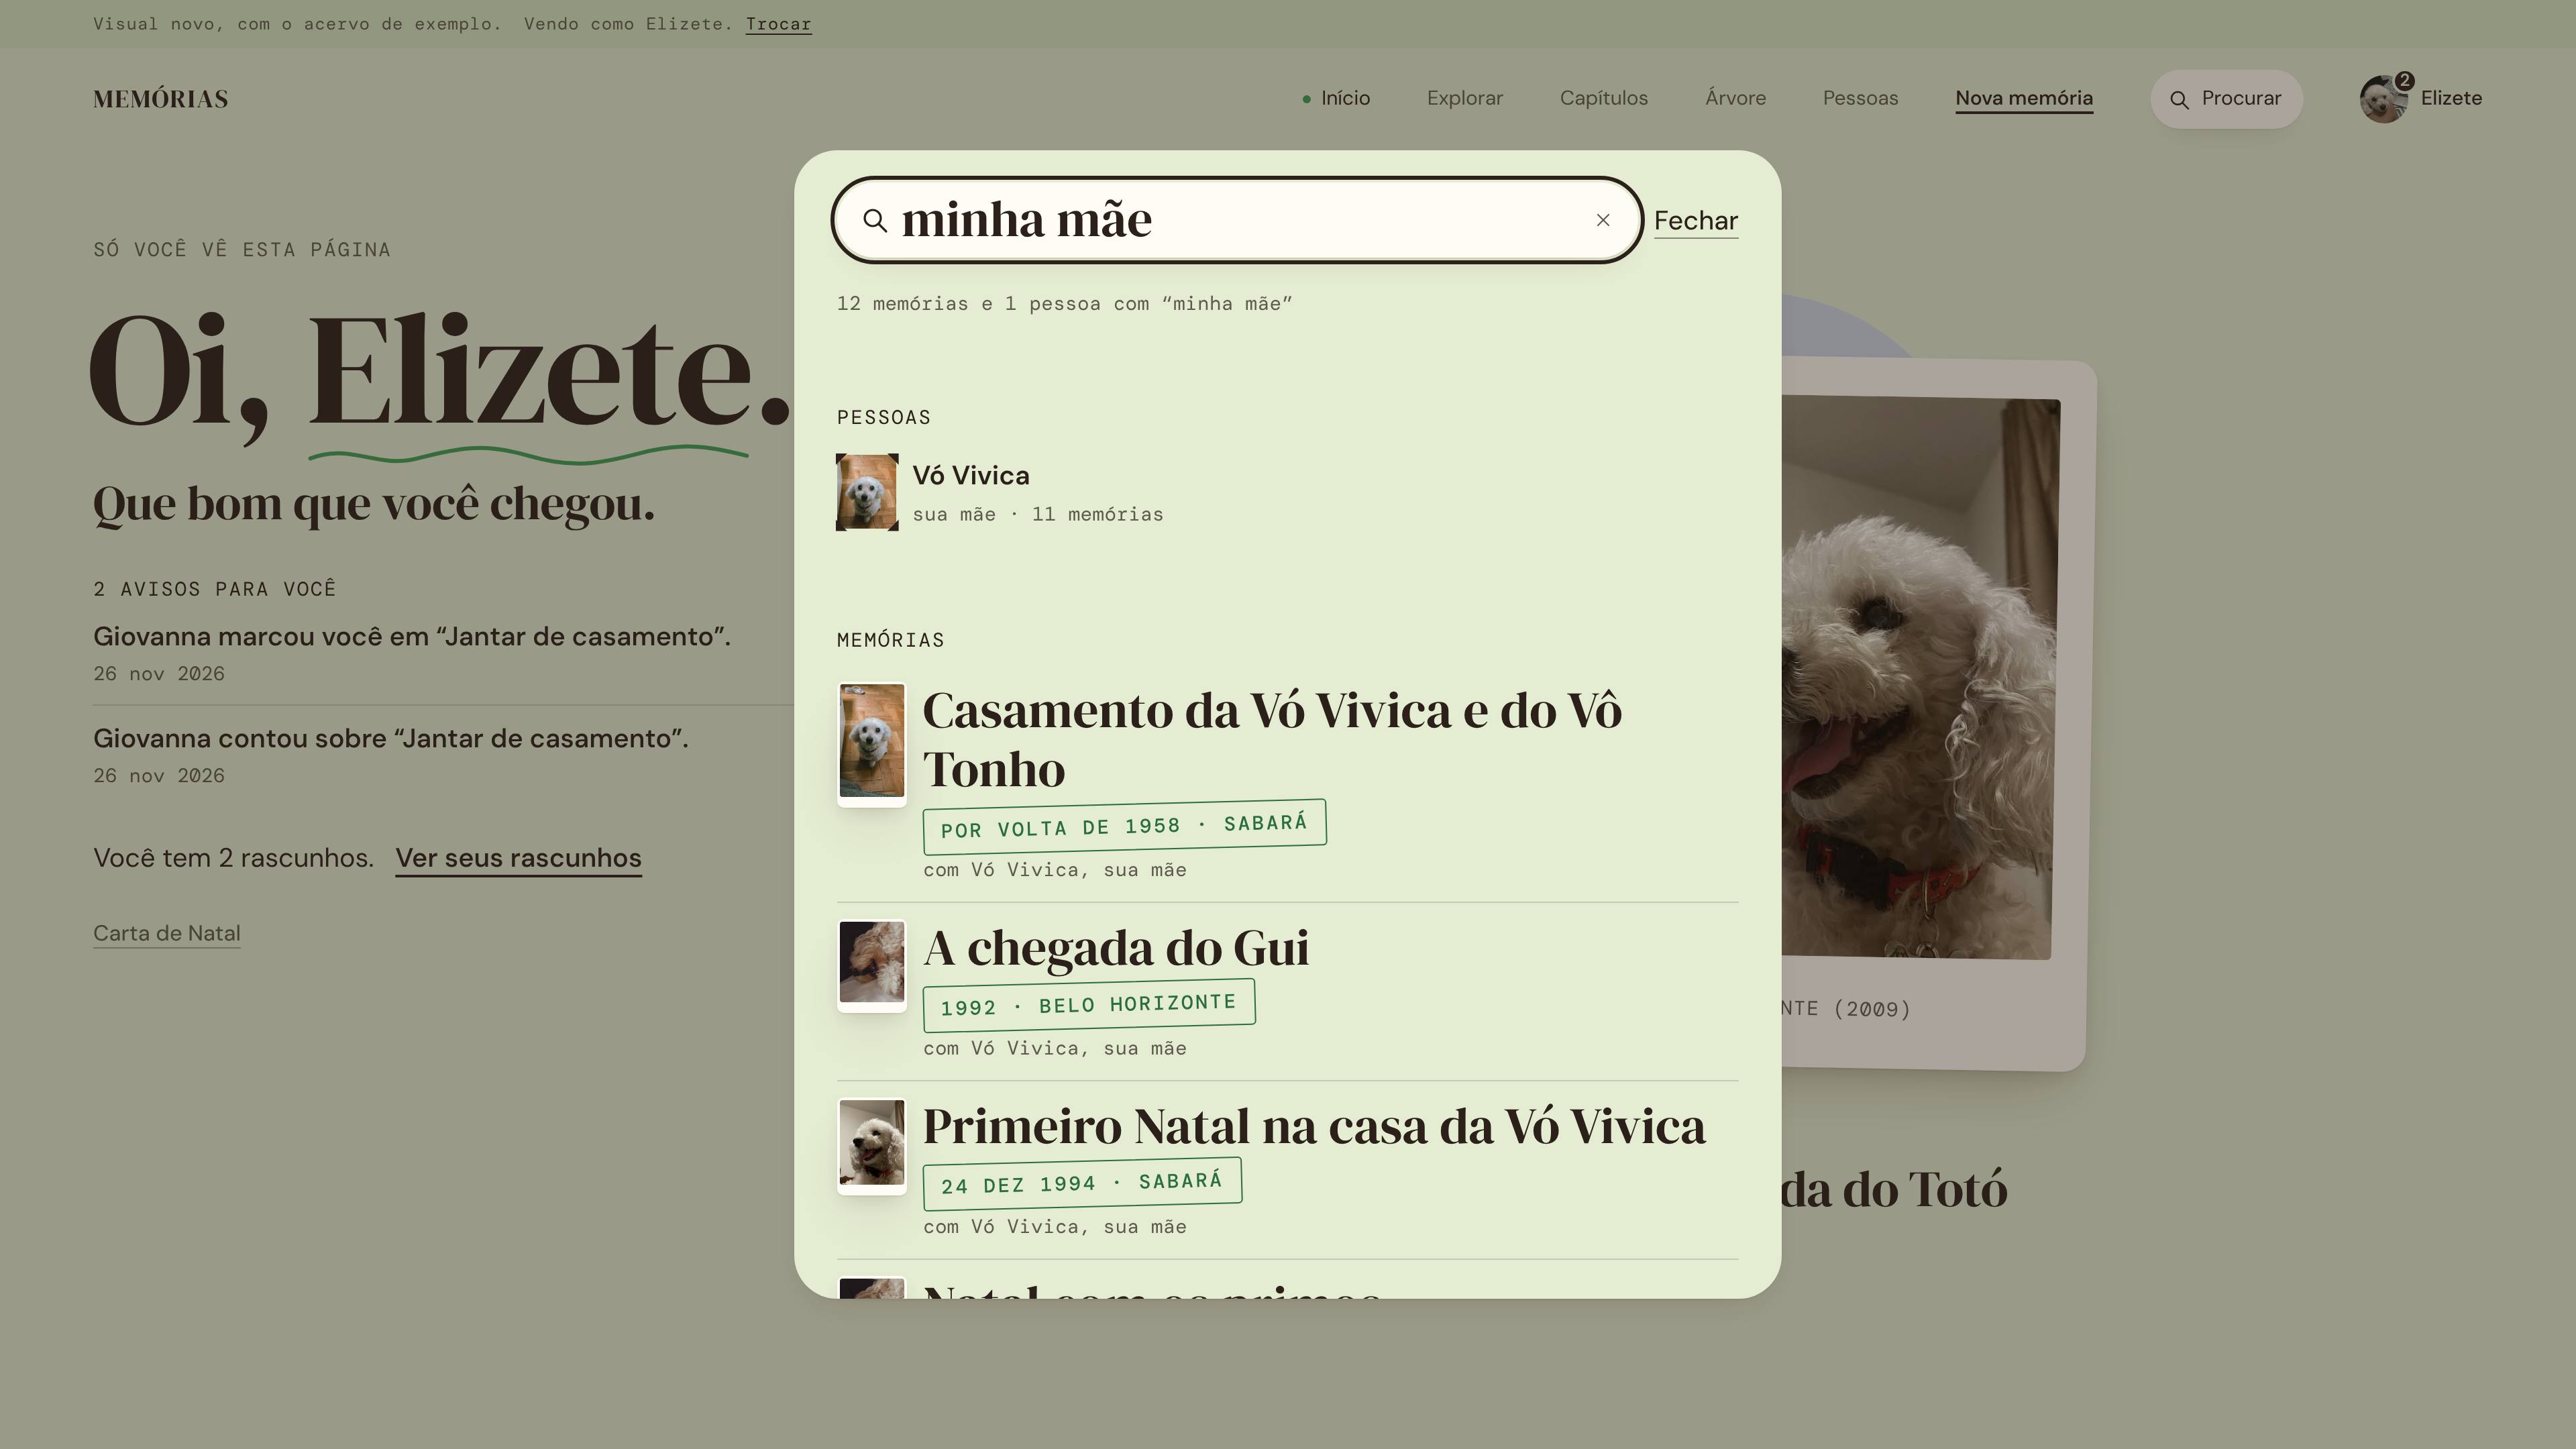 Visual novo, com o acervo de exemplo. Vendo como Elizete. Trocar
MEMÓRIAS
Início Explorar Capítulos Árvore Pessoas Nova memória Procurar 2 Elizete
SÓ VOCÊ VÊ ESTA PÁGINA
Oi, Elizete.
Que bom que você chegou.
2 AVISOS PARA VOCÊ
Giovanna marcou você em “Jantar de casamento”.
26 nov 2026
Giovanna contou sobre “Jantar de casamento”.
26 nov 2026
Você tem 2 rascunhos. Ver seus rascunhos
Carta de Natal
minha mãe
Fechar
12 memórias e 1 pessoa com “minha mãe”
PESSOAS
Vó Vivica
sua mãe · 11 memórias
MEMÓRIAS
Casamento da Vó Vivica e do Vô
Tonho
POR VOLTA DE 1958 · SABARÁ
com Vó Vivica, sua mãe
A chegada do Gui
1992 · BELO HORIZONTE
com Vó Vivica, sua mãe
Primeiro Natal na casa da Vó Vivica
24 DEZ 1994 · SABARÁ
com Vó Vivica, sua mãe
Natal com os primos
NTE (2009)
da do Totó